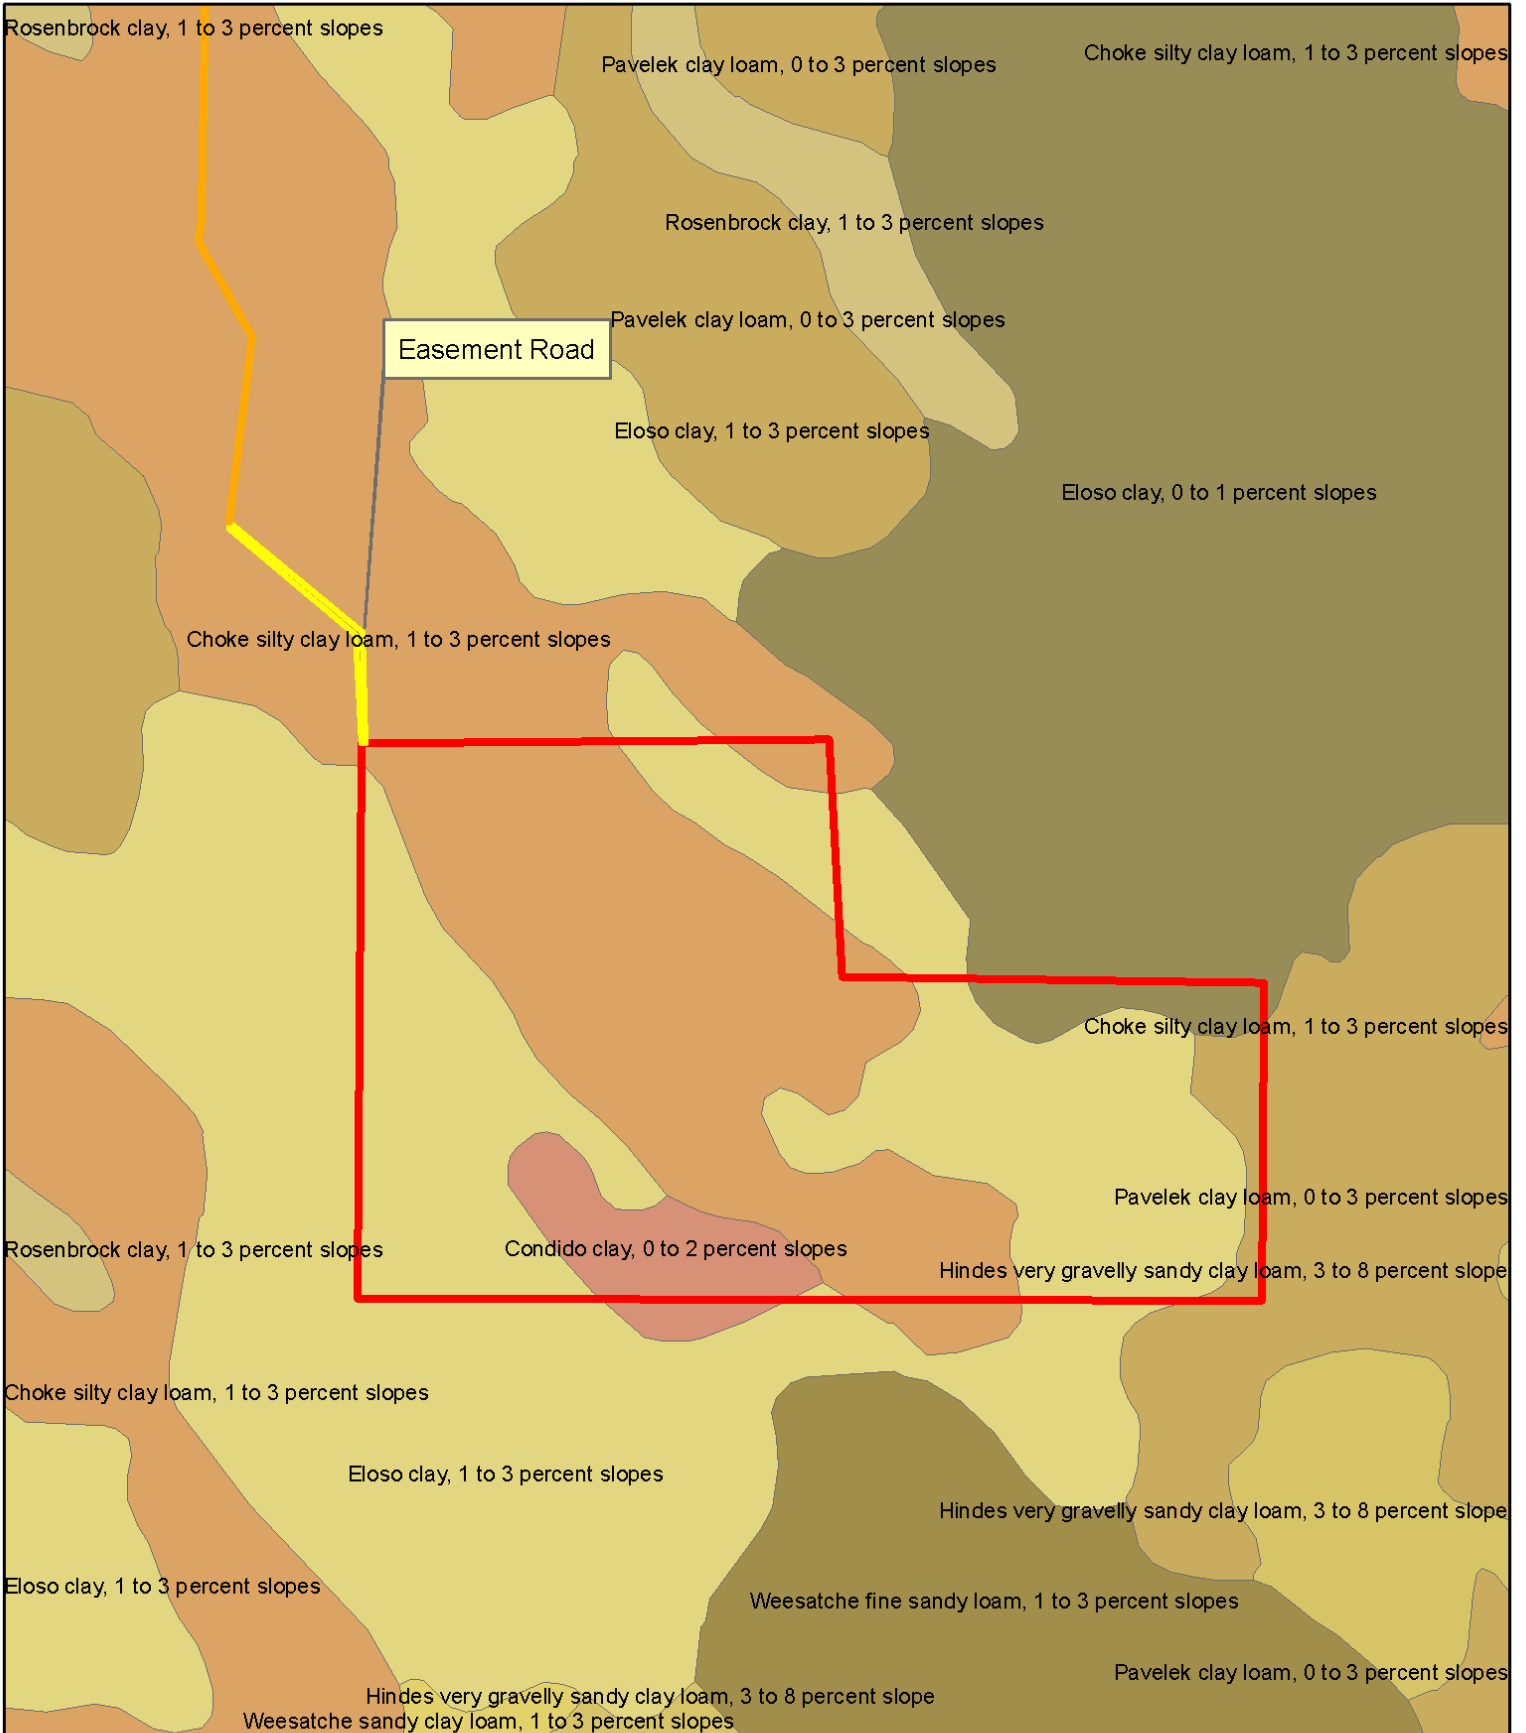 Rosenbrock clay, 1 to 3 percent slopes
Choke silty clay loam, 1 to 3 percent slopes
Pavelek clay loam, 0 to 3 percent slopes
Rosenbrock clay, 1 to 3 percent slopes
Pavelek clay loam, 0 to 3 percent slopes
Easement Road
Eloso clay, 1 to 3 percent slopes
Eloso clay, 0 to 1 percent slopes
Choke silty clay loam, 1 to 3 percent slopes
Choke silty clay loam, 1 to 3 percent slopes
Pavelek clay loam, 0 to 3 percent slopes
Rosenbrock clay, 1 to 3 percent slopes
Condido clay, 0 to 2 percent slopes
Hindes very gravelly sandy clay loam, 3 to 8 percent slope
Choke silty clay loam, 1 to 3 percent slopes
Eloso clay, 1 to 3 percent slopes
Hindes very gravelly sandy clay loam, 3 to 8 percent slope
Eloso clay, 1 to 3 percent slopes
Weesatche fine sandy loam, 1 to 3 percent slopes
Pavelek clay loam, 0 to 3 percent slopes
Hindes very gravelly sandy clay loam, 3 to 8 percent slope
Weesatche sandy clay loam, 1 to 3 percent slopes